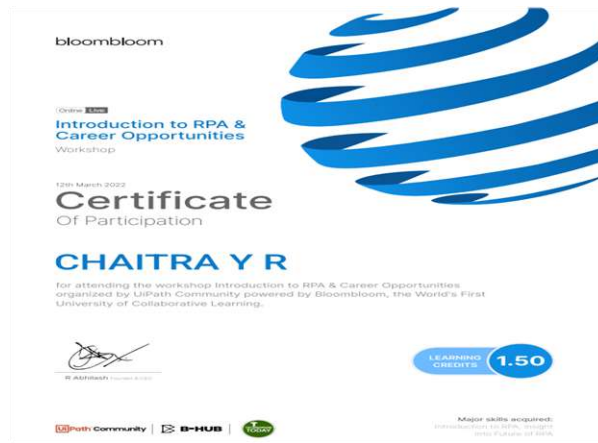 bloombloom
Online Live
Introduction to RPA &
Career Opportunities
Workshop
12th March 2022
Certificate
Of Participation
CHAITRA Y R
for attending the workshop Introduction to RPA & Career Opportunities
organized by UiPath Community powered by Bloombloom, the World's First
University of Collaborative Learning.
R Abhilash Founder & CEO
LEARNING
CREDITS
1.50
UiPath Community
B-HUB
TODAY
Major skills acquired:
Introduction to RPA, Insight
into Future of RPA